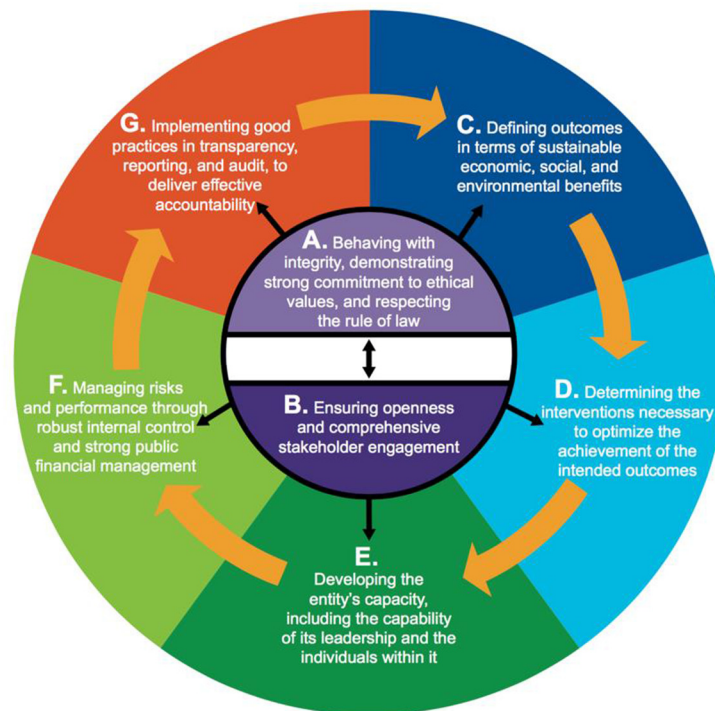 G. Implementing good
practices in transparency,
reporting, and audit, to
deliver effective
accountability
C. Defining outcomes
in terms of sustainable
economic, social, and
environmental benefits
A. Behaving with
integrity, demonstrating
strong commitment to ethical
values, and respecting
the rule of law
B. Ensuring openness
and comprehensive
stakeholder engagement
F. Managing risks
and performance through
robust internal control
and strong public
financial management
D. Determining the
interventions necessary
to optimize the
achievement of the
intended outcomes
E.
Developing the
entity's capacity,
including the capability
of its leadership and the
individuals within it